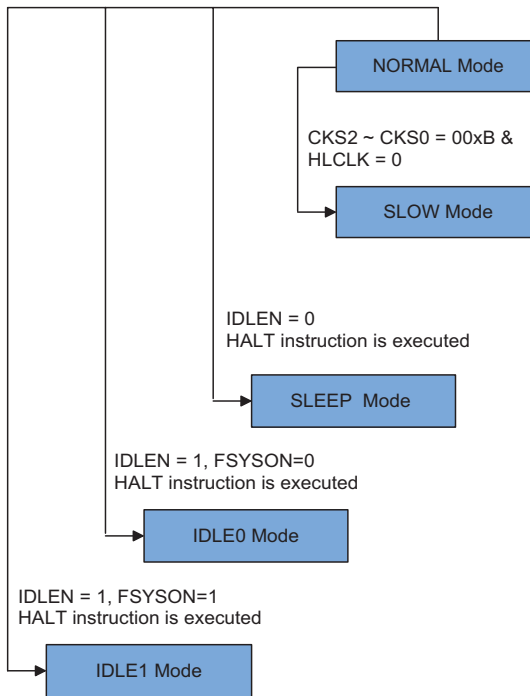 NORMAL Mode
CKS2 ~ CKS0 = 00xB &
HLCLK = 0
SLOW Mode
IDLEN = 0
HALT instruction is executed
SLEEP Mode
IDLEN = 1, FSYSON=0
HALT instruction is executed
IDLE0 Mode
IDLEN = 1, FSYSON=1
HALT instruction is executed
IDLE1 Mode